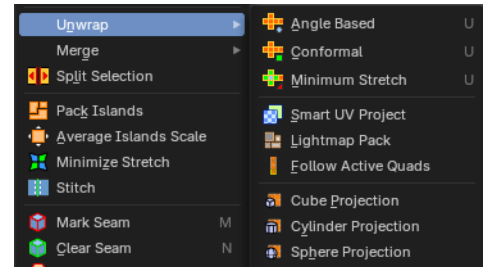 Unwrap
Merge
Split Selection
Pack Islands
Average Islands Scale
Minimize Stretch
Stitch
Mark Seam M
Clear Seam N
Angle Based U
Conformal U
Minimum Stretch U
Smart UV Project
Lightmap Pack
Follow Active Quads
Cube Projection
Cylinder Projection
Sphere Projection